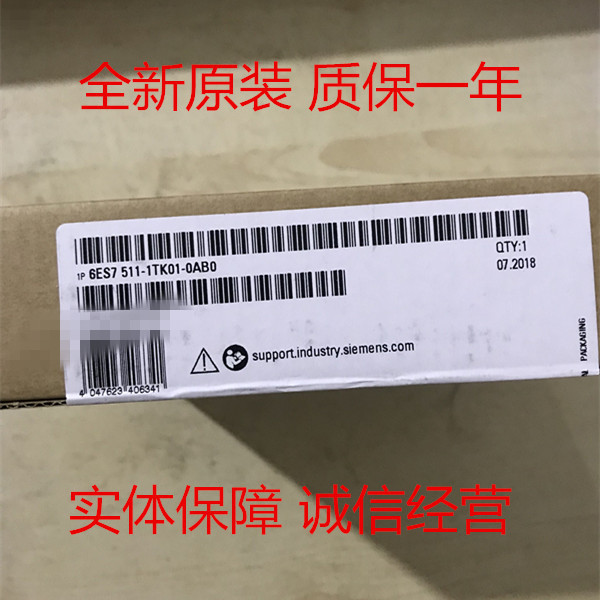 全新原装 质保一年
1P 6ES7 511-1TK01-0AB0
QTY:1
07.2018
support.industry.siemens.com
4 047623 406341
PACKAGING
实体保障 诚信经营